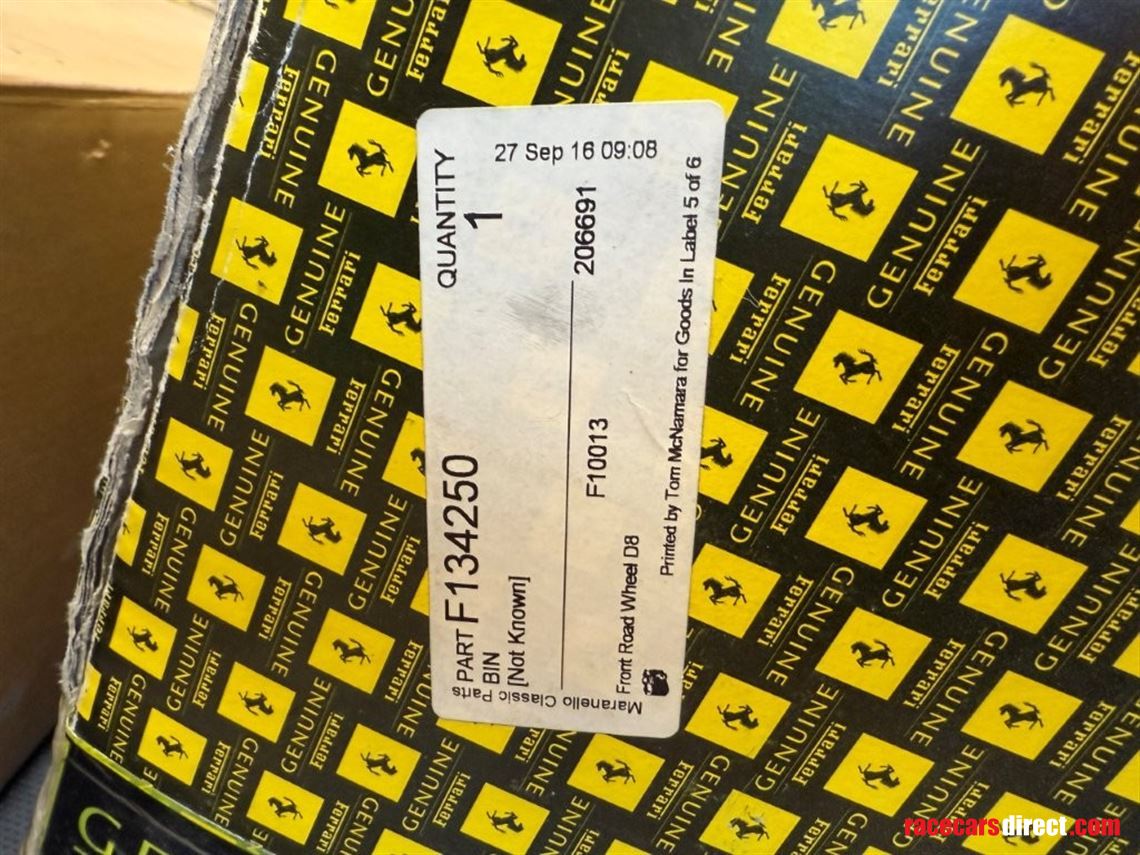 27 Sep 16 09:08
QUANTITY
1
PART F134250
BIN
[Not Known]
206691
F10013
Front Road Wheel D8
Printed by Tom McNamara for Goods In Label 5 of 6
Maranello Classic Parts
GENUINE
Ferrari
racecarsdirect.com